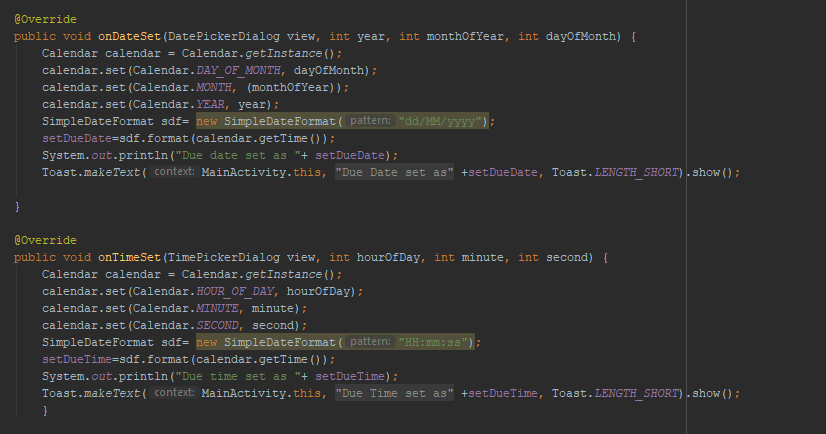 @Override
public void onDateSet(DatePickerDialog view, int year, int monthOfYear, int dayOfMonth) {
Calendar calendar = Calendar.getInstance();
calendar.set(Calendar.DAY_OF_MONTH, dayOfMonth);
calendar.set(Calendar.MONTH, (monthOfYear));
calendar.set(Calendar.YEAR, year);
SimpleDateFormat sdf= new SimpleDateFormat( pattern: "dd/MM/yyyy");
setDueDate=sdf.format(calendar.getTime());
System.out.println("Due date set as "+ setDueDate);
Toast.makeText( context: MainActivity.this, "Due Date set as" +setDueDate, Toast.LENGTH_SHORT).show();
}
@Override
public void onTimeSet(TimePickerDialog view, int hourOfDay, int minute, int second) {
Calendar calendar = Calendar.getInstance();
calendar.set(Calendar.HOUR_OF_DAY, hourOfDay);
calendar.set(Calendar.MINUTE, minute);
calendar.set(Calendar.SECOND, second);
SimpleDateFormat sdf= new SimpleDateFormat( pattern: "HH:mm:ss");
setDueTime=sdf.format(calendar.getTime());
System.out.println("Due time set as "+ setDueTime);
Toast.makeText( context: MainActivity.this, "Due Time set as" +setDueTime, Toast.LENGTH_SHORT).show();
}